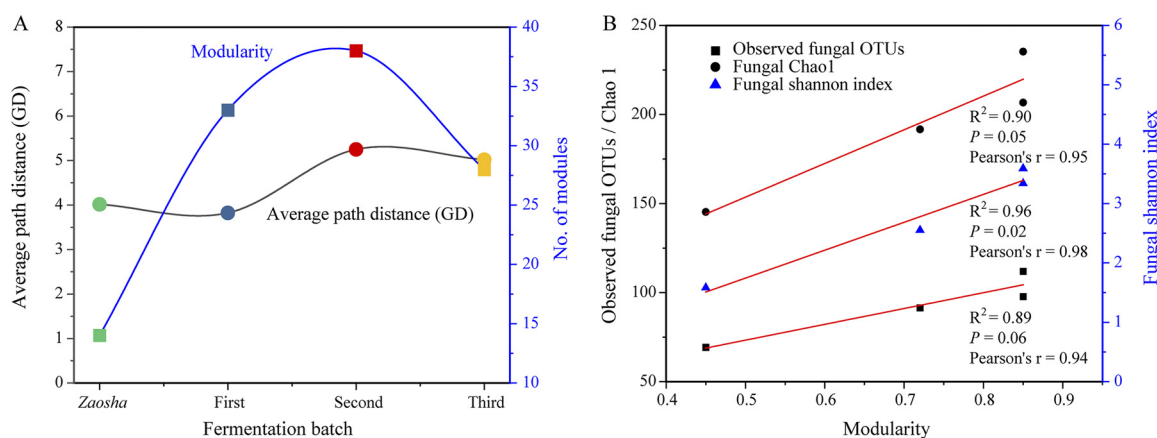 A
Average path distance (GD)
8
7
6
5
4
3
2
1
0
Modularity
Average path distance (GD)
40
35
30
25
20
15
10
No. of modules
Zaosha
First
Second
Third
Fermentation batch
B
Observed fungal OTUs / Chao 1
250
200
150
100
50
Observed fungal OTUs
Fungal Chao1
Fungal shannon index
R² = 0.90
P = 0.05
Pearson's r = 0.95
R² = 0.96
P = 0.02
Pearson's r = 0.98
R² = 0.89
P = 0.06
Pearson's r = 0.94
6
5
4
3
2
1
0
Fungal shannon index
0.4
0.5
0.6
0.7
0.8
0.9
Modularity